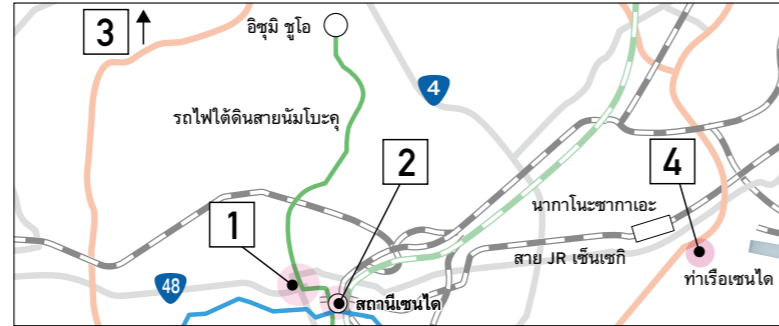 3
อิซุมิ ชูโอ
4
รถไฟใต้ดินสายนัมโบะคุ
2
4
1
นากาโนะซากาเอะ
สาย JR เซ็นเซกิ
ท่าเรือเซนได
48
สถานีเซนได